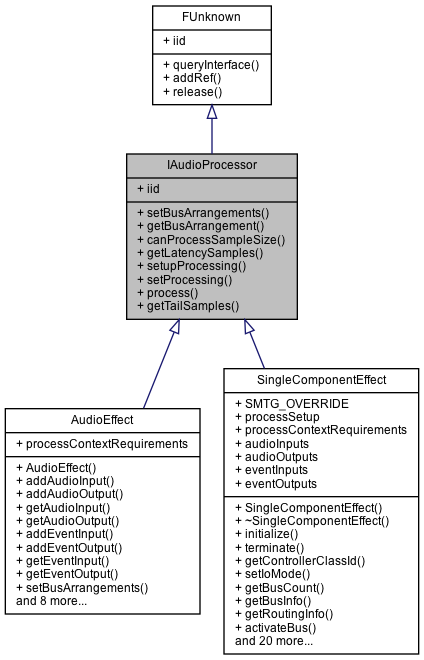 FUnknown
+ iid
+ queryInterface()
+ addRef()
+ release()
IAudioProcessor
+ iid
+ setBusArrangements()
+ getBusArrangement()
+ canProcessSampleSize()
+ getLatencySamples()
+ setupProcessing()
+ setProcessing()
+ process()
+ getTailSamples()
AudioEffect
+ processContextRequirements
+ AudioEffect()
+ addAudioInput()
+ addAudioOutput()
+ getAudioInput()
+ getAudioOutput()
+ addEventInput()
+ addEventOutput()
+ getEventInput()
+ getEventOutput()
+ setBusArrangements()
and 8 more...
SingleComponentEffect
+ SMTG_OVERRIDE
+ processSetup
+ processContextRequirements
+ audioInputs
+ audioOutputs
+ eventInputs
+ eventOutputs
+ SingleComponentEffect()
+ ~SingleComponentEffect()
+ initialize()
+ terminate()
+ getControllerClassId()
+ setIoMode()
+ getBusCount()
+ getBusInfo()
+ getRoutingInfo()
+ activateBus()
and 20 more...